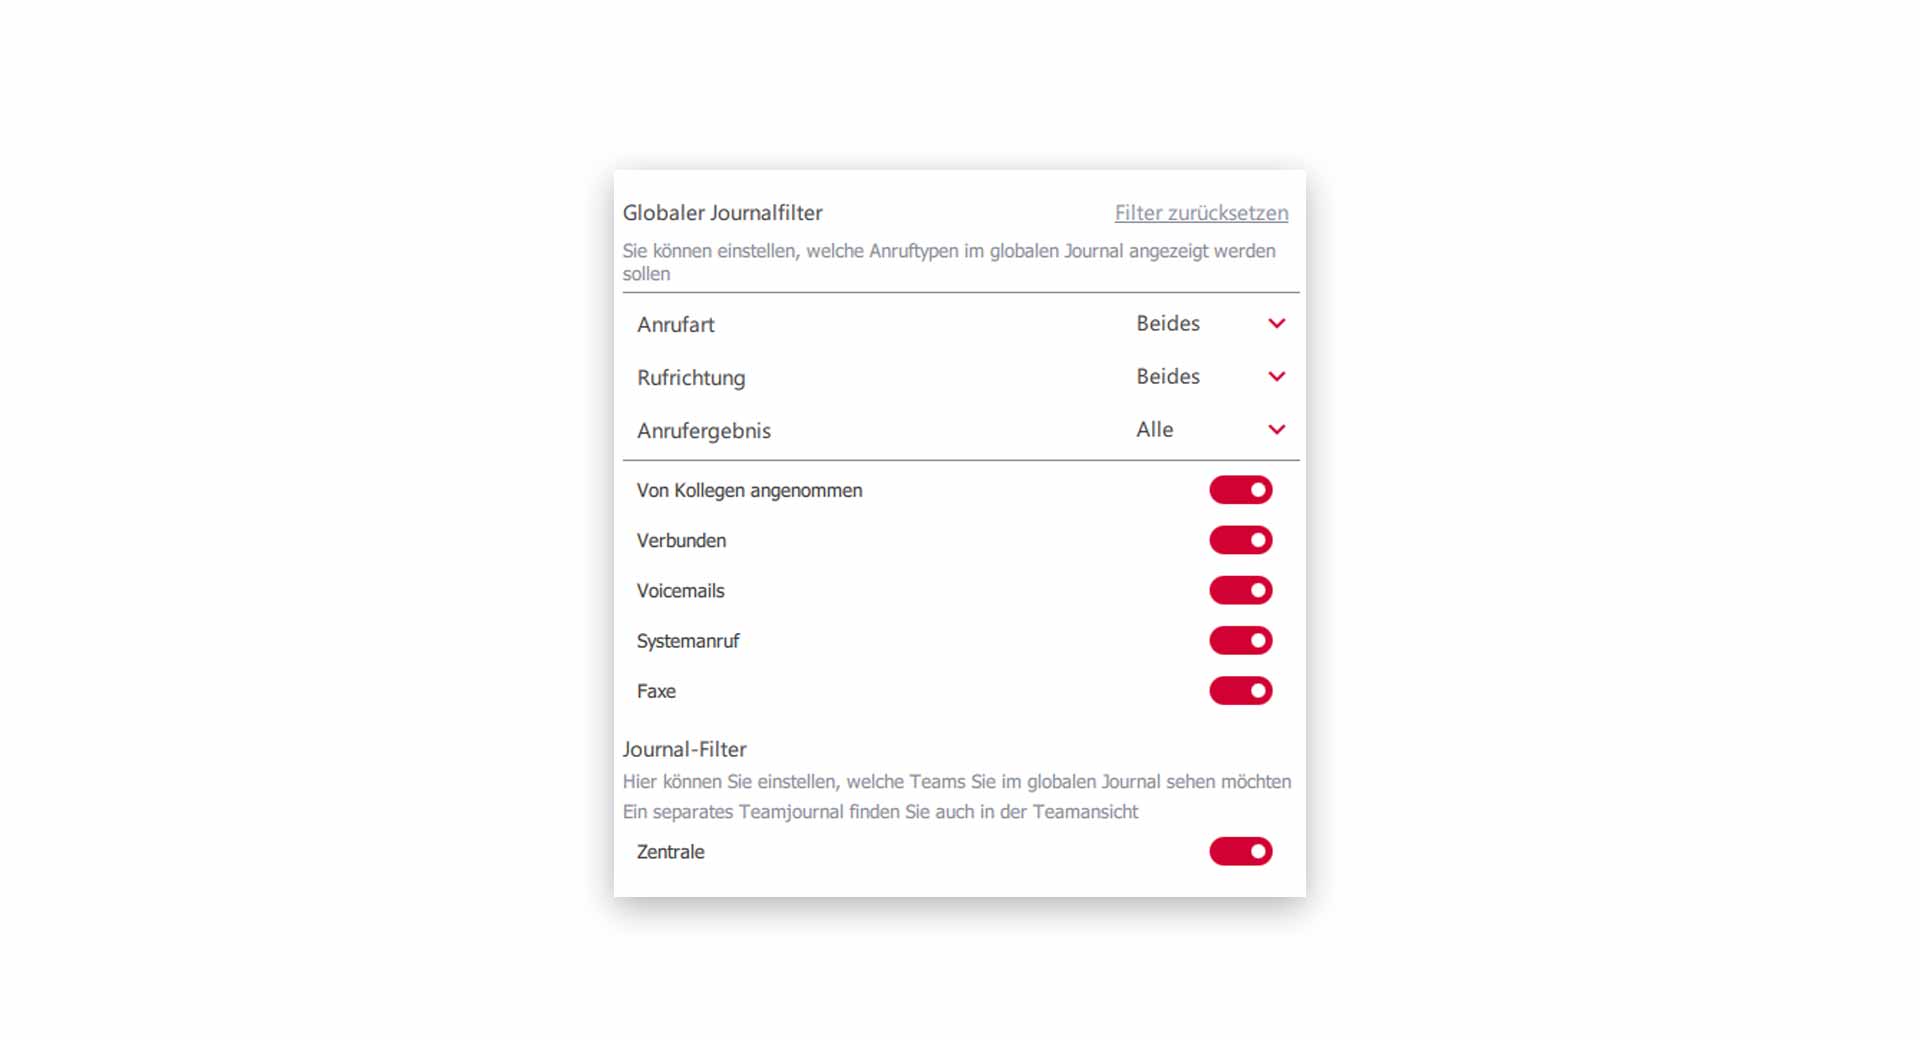 Globaler Journalfilter
Filter zurücksetzen
Sie können einstellen, welche Anruftypen im globalen Journal angezeigt werden
sollen
Anrufart
Beides
Rufrichtung
Beides
Anrufergebnis
Alle
Von Kollegen angenommen
Verbunden
Voicemails
Systemanruf
Faxe
Journal-Filter
Hier können Sie einstellen, welche Teams Sie im globalen Journal sehen möchten
Ein separates Teamjournal finden Sie auch in der Teamansicht
Zentrale